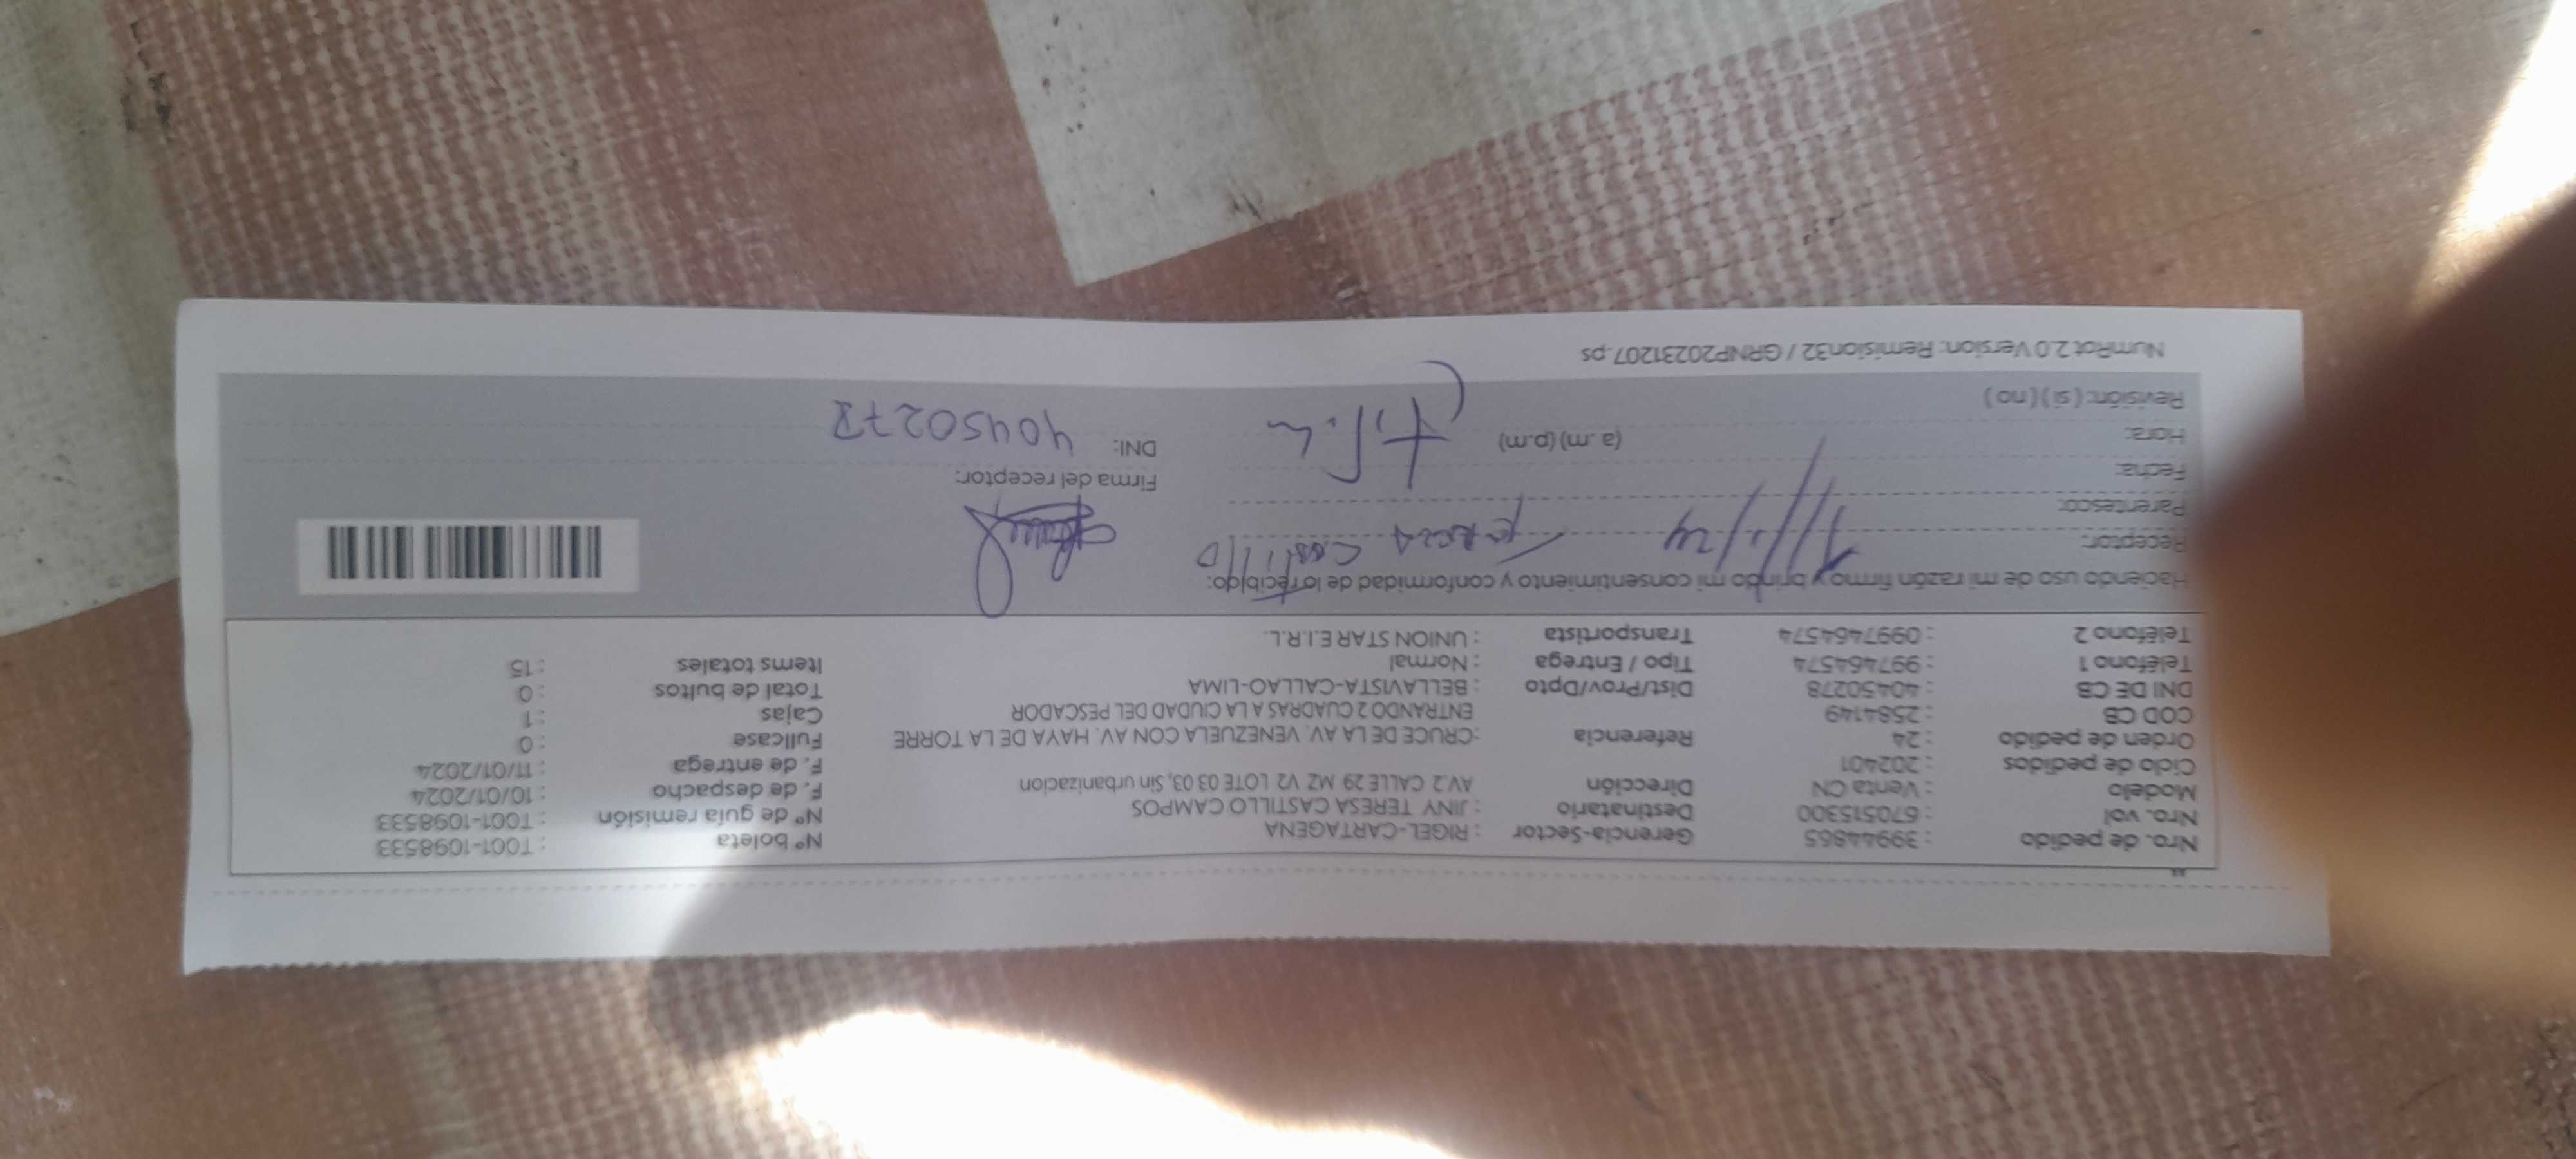 Nro. de pedido : 39944865 Gerencia-Sector : RIGEL-CARTAGENA Nº boleta : T001-1098533
Nro. vol : 670515300 Destinatario : JINY TERESA CASTILLO CAMPOS Nº de guía remisión : T001-1098533
Modelo : Venta CN Dirección AV.2 CALLE 29 MZ V2 LOTE 03 03, Sin urbanizacion F. de despacho : 10/01/2024
Ciclo de pedidos : 202401 F. de entrega : 11/01/2024
Orden de pedido : 24 Referencia :CRUCE DE LA AV. VENEZUELA CON AV. HAYA DE LA TORRE Fullcase : 0
COD CB : 2584149 ENTRANDO 2 CUADRAS A LA CIUDAD DEL PESCADOR Cajas : 1
DNI DE CB : 40450278 Dist/Prov/Dpto : BELLAVISTA-CALLAO-LIMA Total de bultos : 0
Teléfono 1 : 997464574 Tipo / Entrega : Normal Items totales : 15
Teléfono 2 : 0997464574 Transportista : UNION STAR E.I.R.L.
Haciendo uso de mi razón firmo y brindo mi consentimiento y conformidad de lo recibido:
Receptor: Teresa Castillo
Parentesco:
Fecha: 11/1/24 Firma del receptor:
Hora: (a.m) (p.m) DNI: 40450278
Revisión: ( si ) ( no )
NumRot 2.0 Version: Remision32 / GRNP20231207.ps